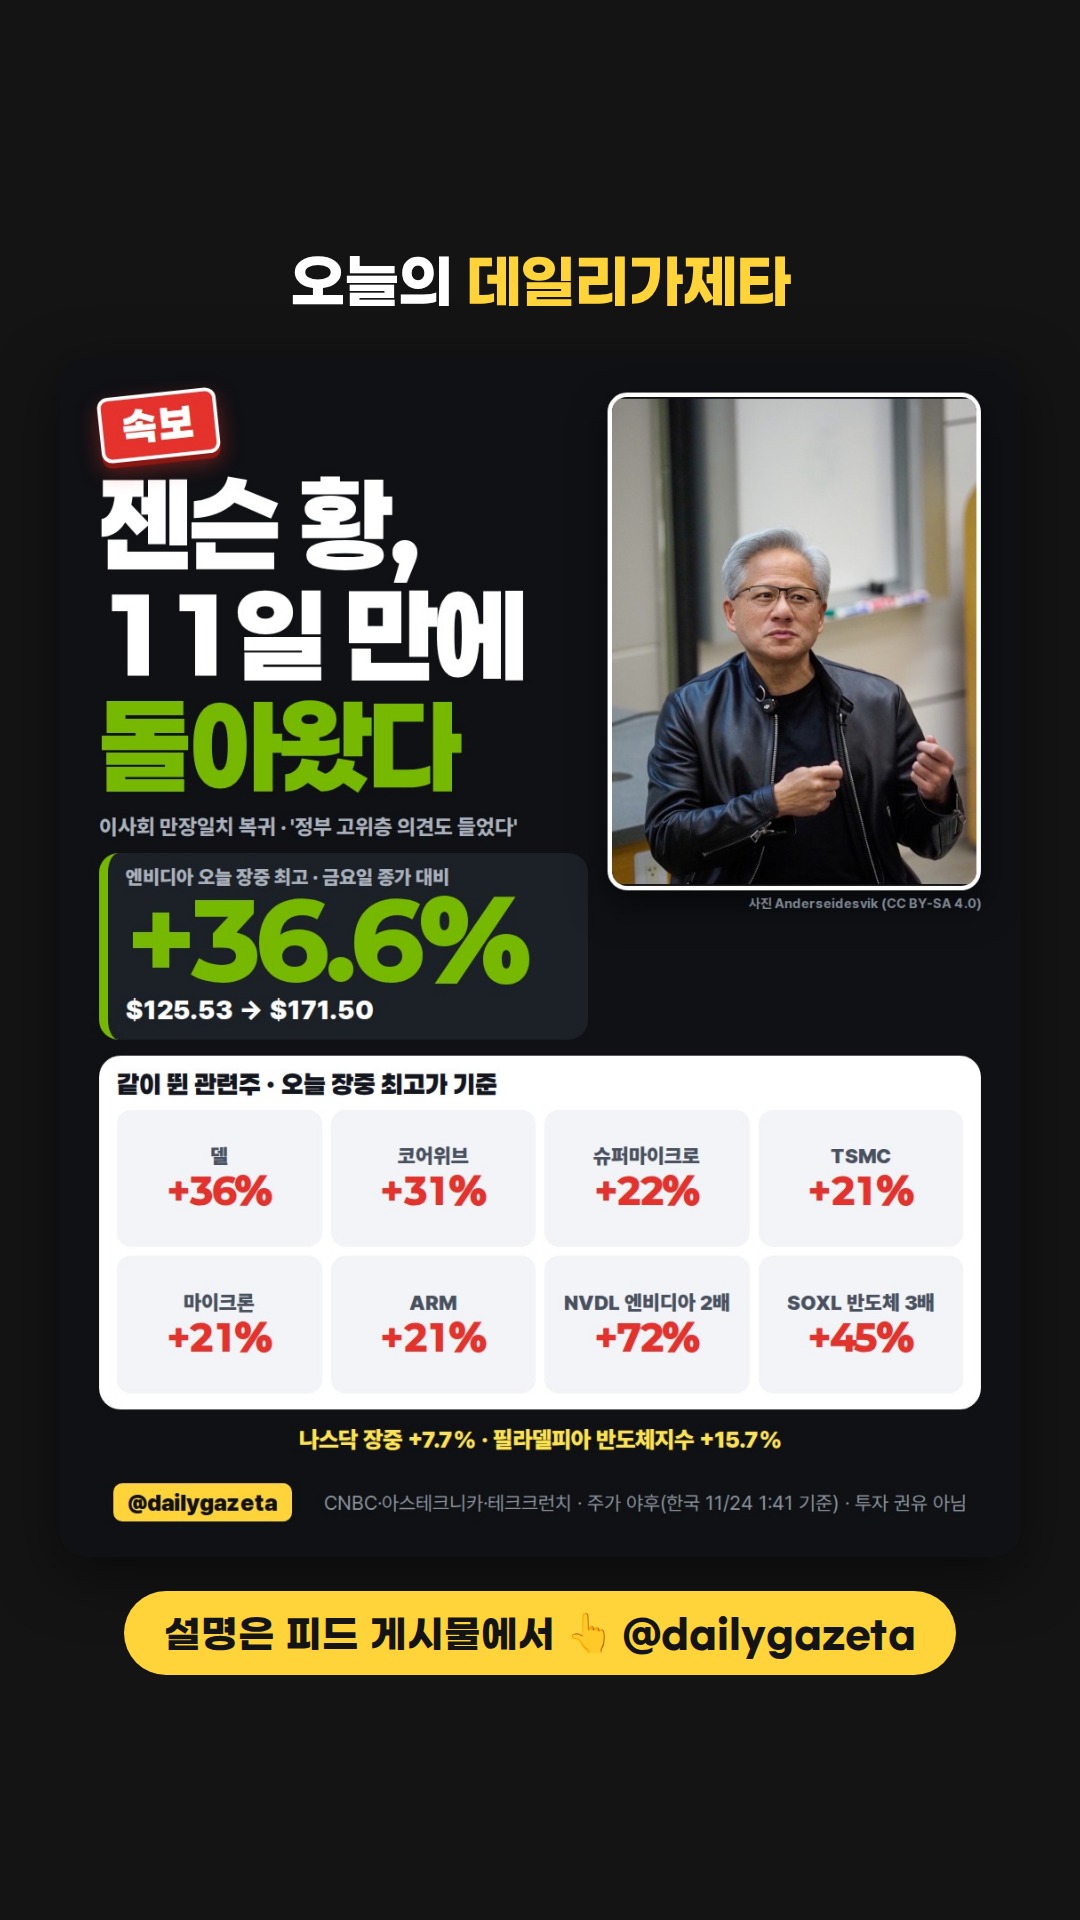 오늘의 데일리가제타
속보
젠슨 황,
11일 만에
돌아왔다
이사회 만장일치 복귀 · '정부 고위층 의견도 들었다'
엔비디아 오늘 장중 최고 · 금요일 종가 대비
+36.6%
$125.53 → $171.50
사진 Anderseidesvik (CC BY-SA 4.0)
같이 뛴 관련주 · 오늘 장중 최고가 기준
델
+36%
코어위브
+31%
슈퍼마이크로
+22%
TSMC
+21%
마이크론
+21%
ARM
+21%
NVDL 엔비디아 2배
+72%
SOXL 반도체 3배
+45%
나스닥 장중 +7.7% · 필라델피아 반도체지수 +15.7%
@dailygazeta
CNBC·아스테크니카·테크크런치 · 주가 야후(한국 11/24 1:41 기준) · 투자 권유 아님
설명은 피드 게시물에서 👆 @dailygazeta